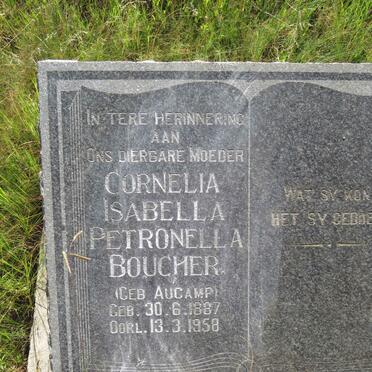 IN TERE HERINNERING
AAN
ONS DIERBARE MOEDER
CORNELIA
ISABELLA
PETRONELLA
BOUCHER
(GEB AUCAMP)
GEB. 30.6.1887
OORL. 13.3.1958
WAT SY KON
HET SY